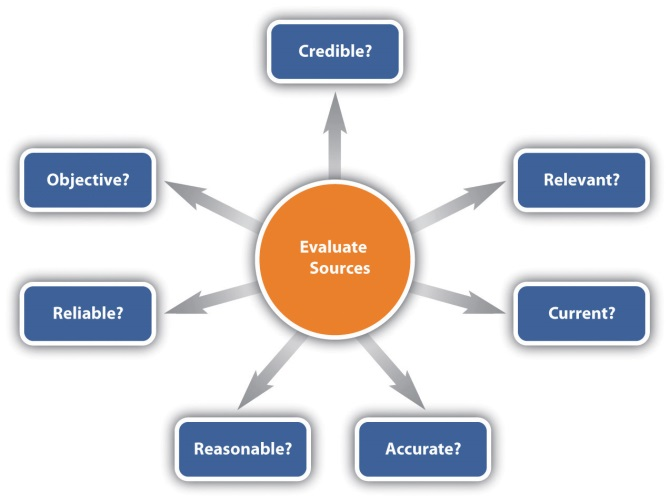 Credible?
Objective?
Relevant?
Evaluate
Sources
Reliable?
Current?
Reasonable?
Accurate?